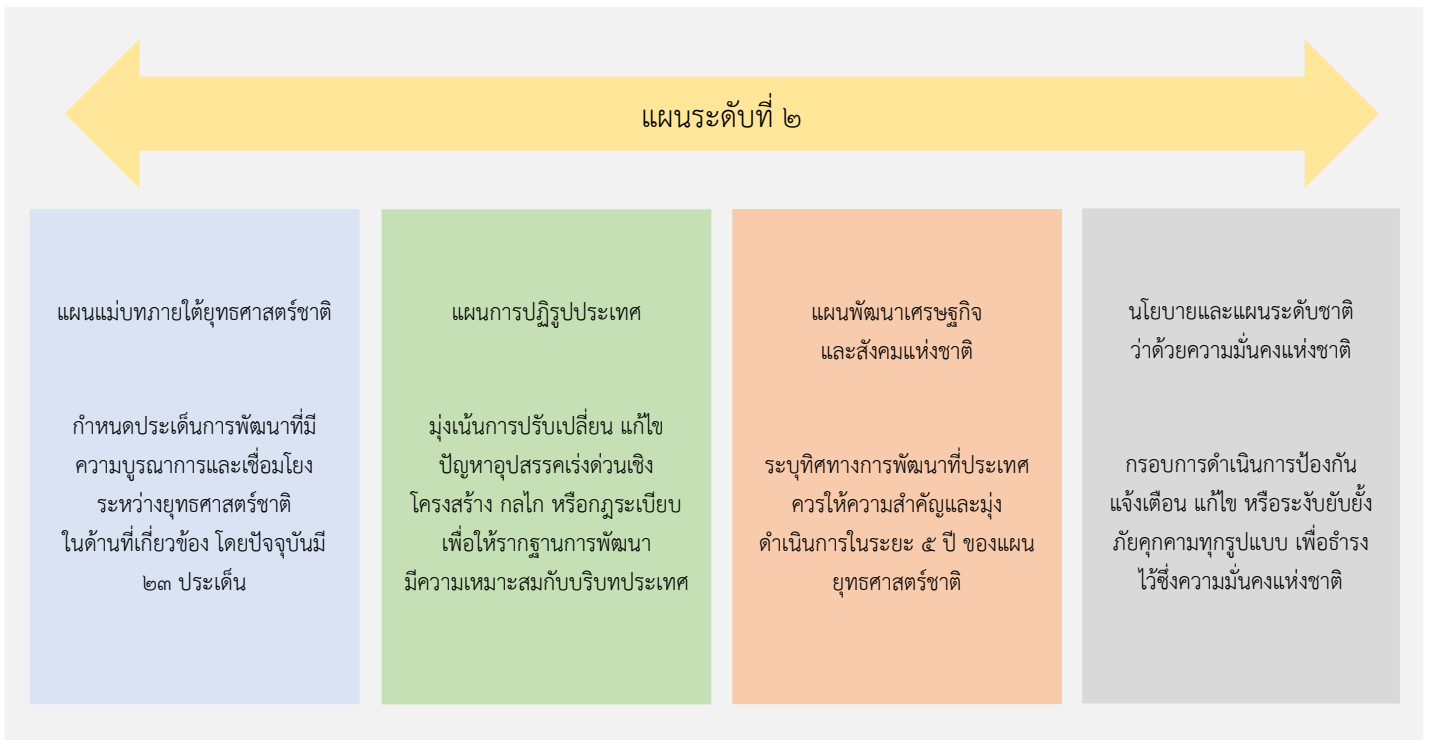 แผนระดับที่ ๒
แผนแม่บทภายใต้ยุทธศาสตร์ชาติ
กำหนดประเด็นการพัฒนาที่มี
ความบูรณาการและเชื่อมโยง
ระหว่างยุทธศาสตร์ชาติ
ในด้านที่เกี่ยวข้อง โดยปัจจุบันมี
๒๓ ประเด็น
แผนการปฏิรูปประเทศ
มุ่งเน้นการปรับเปลี่ยน แก้ไข
ปัญหาอุปสรรคเร่งด่วนเชิง
โครงสร้าง กลไก หรือกฎระเบียบ
เพื่อให้รากฐานการพัฒนา
มีความเหมาะสมกับบริบทประเทศ
แผนพัฒนาเศรษฐกิจ
และสังคมแห่งชาติ
ระบุทิศทางการพัฒนาที่ประเทศ
ควรให้ความสำคัญและมุ่ง
ดำเนินการในระยะ ๕ ปี ของแผน
ยุทธศาสตร์ชาติ
นโยบายและแผนระดับชาติ
ว่าด้วยความมั่นคงแห่งชาติ
กรอบการดำเนินการป้องกัน
แจ้งเตือน แก้ไข หรือระงับยับยั้ง
ภัยคุกคามทุกรูปแบบ เพื่อธำรง
ไว้ซึ่งความมั่นคงแห่งชาติ